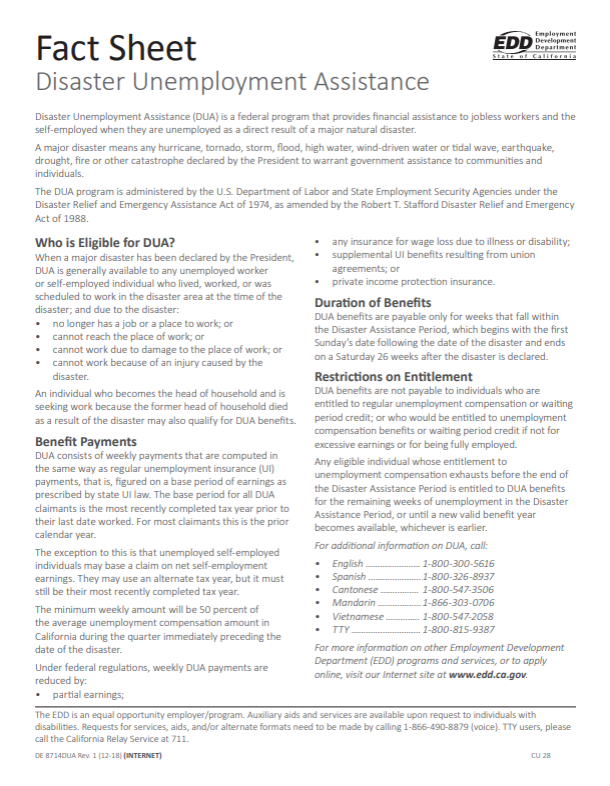 Fact Sheet
Disaster Unemployment Assistance
EDD Employment
Development
Department
State of California
Disaster Unemployment Assistance (DUA) is a federal program that provides financial assistance to jobless workers and the
self-employed when they are unemployed as a direct result of a major natural disaster.
A major disaster means any hurricane, tornado, storm, flood, high water, wind-driven water or tidal wave, earthquake,
drought, fire or other catastrophe declared by the President to warrant government assistance to communities and
individuals.
The DUA program is administered by the U.S. Department of Labor and State Employment Security Agencies under the
Disaster Relief and Emergency Assistance Act of 1974, as amended by the Robert T. Stafford Disaster Relief and Emergency
Act of 1988.
Who is Eligible for DUA?
When a major disaster has been declared by the President,
DUA is generally available to any unemployed worker
or self-employed individual who lived, worked, or was
scheduled to work in the disaster area at the time of the
disaster; and due to the disaster:
• no longer has a job or a place to work; or
• cannot reach the place of work; or
• cannot work due to damage to the place of work; or
• cannot work because of an injury caused by the
disaster.
An individual who becomes the head of household and is
seeking work because the former head of household died
as a result of the disaster may also qualify for DUA benefits.
Benefit Payments
DUA consists of weekly payments that are computed in
the same way as regular unemployment insurance (UI)
payments, that is, figured on a base period of earnings as
prescribed by state UI law. The base period for all DUA
claimants is the most recently completed tax year prior to
their last date worked. For most claimants this is the prior
calendar year.
The exception to this is that unemployed self-employed
individuals may base a claim on net self-employment
earnings. They may use an alternate tax year, but it must
still be their most recently completed tax year.
The minimum weekly amount will be 50 percent of
the average unemployment compensation amount in
California during the quarter immediately preceding the
date of the disaster.
Under federal regulations, weekly DUA payments are
reduced by:
• partial earnings;
• any insurance for wage loss due to illness or disability;
• supplemental UI benefits resulting from union
agreements; or
• private income protection insurance.
Duration of Benefits
DUA benefits are payable only for weeks that fall within
the Disaster Assistance Period, which begins with the first
Sunday's date following the date of the disaster and ends
on a Saturday 26 weeks after the disaster is declared.
Restrictions on Entitlement
DUA benefits are not payable to individuals who are
entitled to regular unemployment compensation or waiting
period credit; or who would be entitled to unemployment
compensation benefits or waiting period credit if not for
excessive earnings or for being fully employed.
Any eligible individual whose entitlement to
unemployment compensation exhausts before the end of
the Disaster Assistance Period is entitled to DUA benefits
for the remaining weeks of unemployment in the Disaster
Assistance Period, or until a new valid benefit year
becomes available, whichever is earlier.
For additional information on DUA, call:
• English ........................ 1-800-300-5616
• Spanish ....................... 1-800-326-8937
• Cantonese ................. 1-800-547-3506
• Mandarin ................... 1-866-303-0706
• Vietnamese ............... 1-800-547-2058
• TTY .............................. 1-800-815-9387
For more information on other Employment Development
Department (EDD) programs and services, or to apply
online, visit our Internet site at www.edd.ca.gov.
The EDD is an equal opportunity employer/program. Auxiliary aids and services are available upon request to individuals with
disabilities. Requests for services, aids, and/or alternate formats need to be made by calling 1-866-490-8879 (voice). TTY users, please
call the California Relay Service at 711.
DE 8714DUA Rev. 1 (12-18) (INTERNET)
CU 28